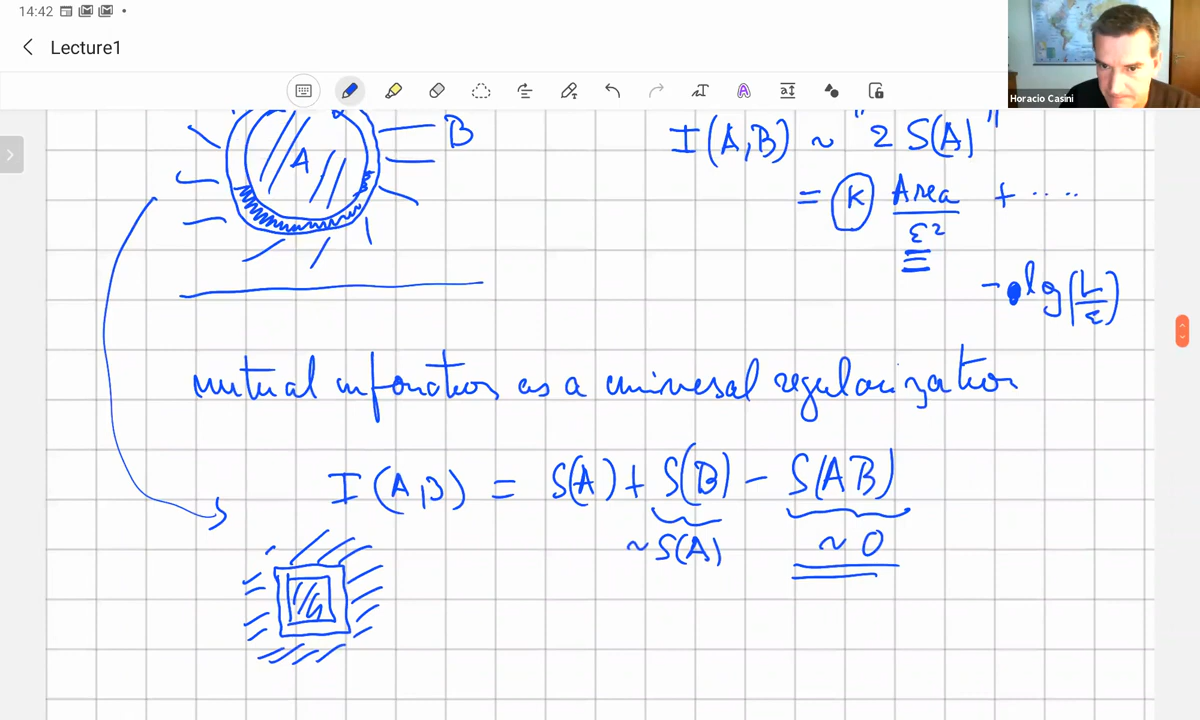 14:42
Lecture1
Horacio Casini
A
B
I(A,B) ~ "2 S(A)"
= K Area/ε² + ....
- log(L/ε)
mutual information as a universal regularization
I(A,B) = S(A) + S(B) - S(AB)
~ S(A) ~ 0